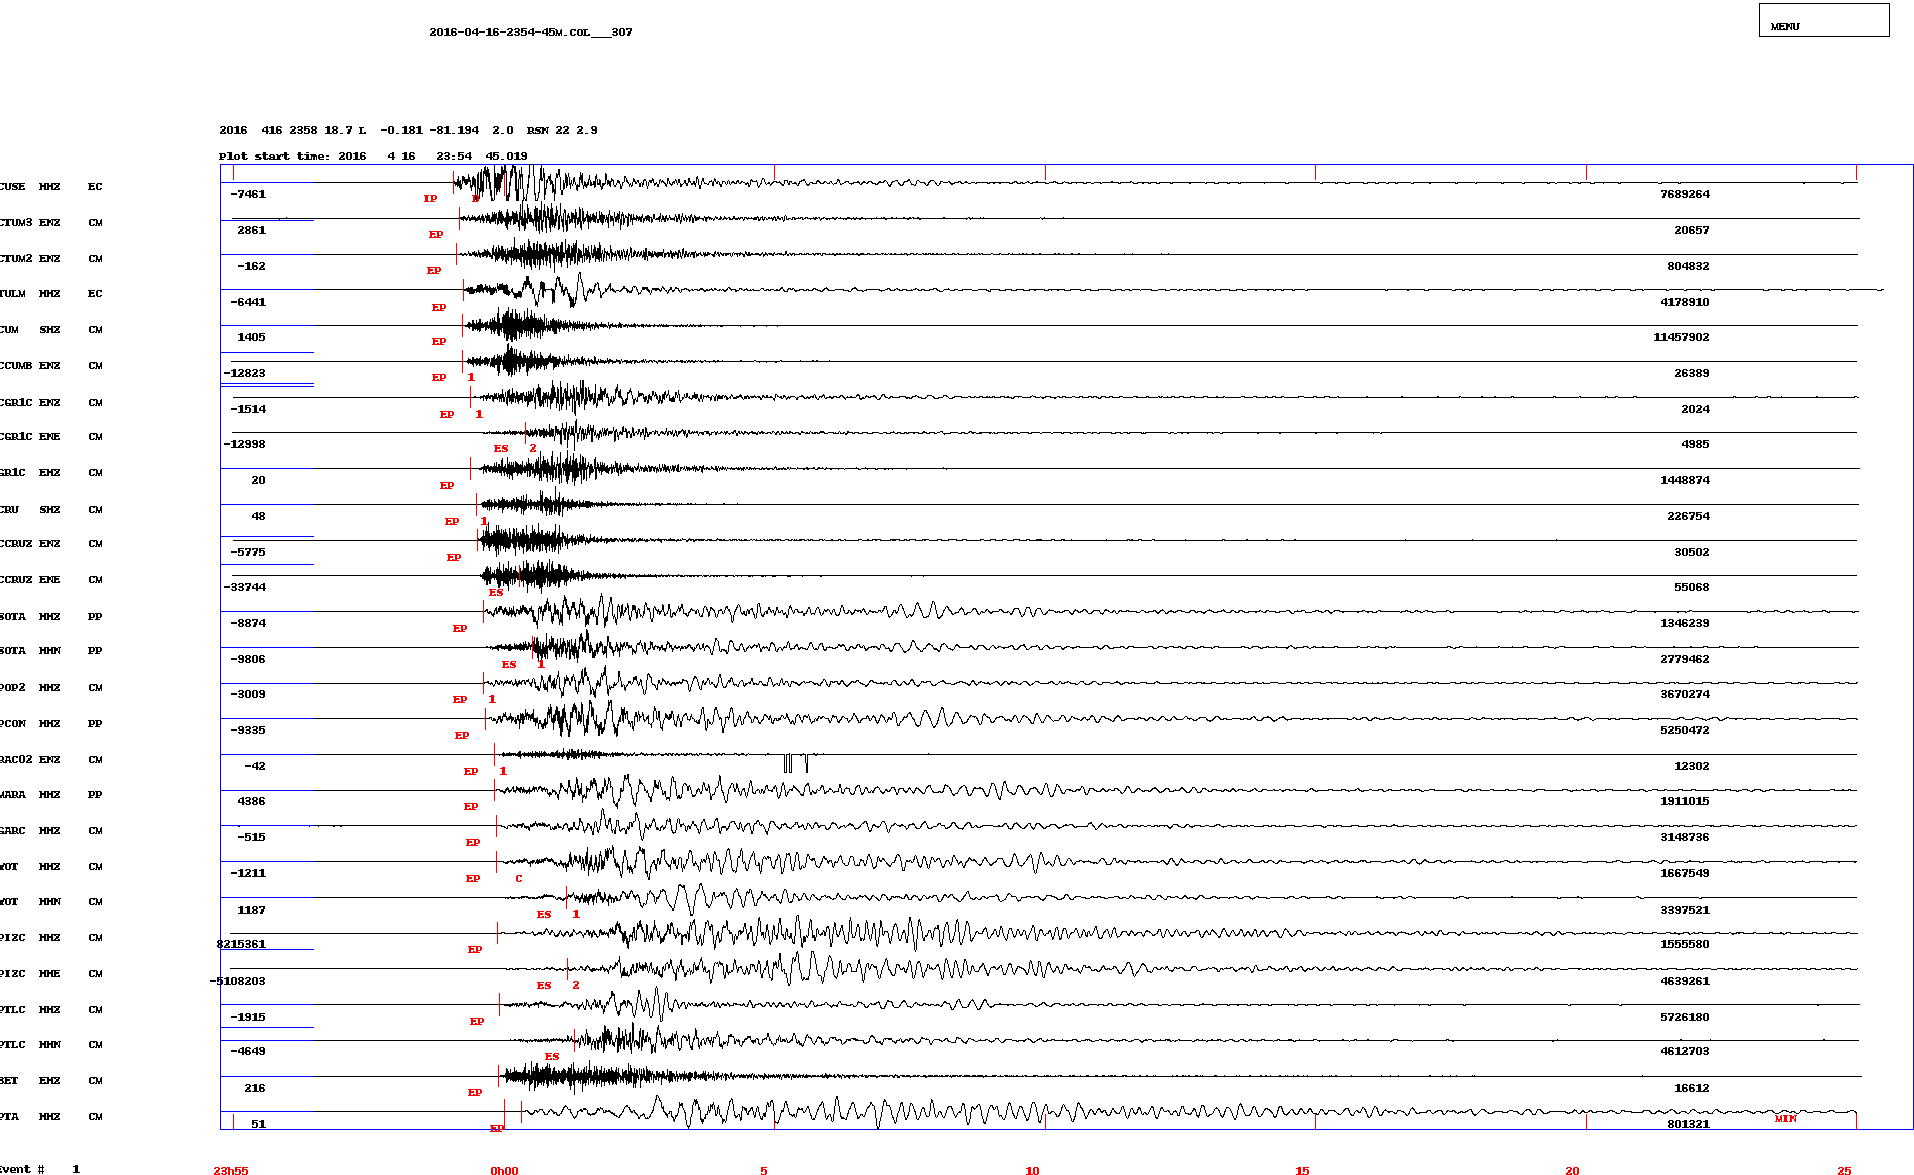 MENU
2016-04-16-2354-45M.COL___307
2016  416 2358 18.7 L  -0.181 -81.194  2.0  RSN 22 2.9
Plot start time: 2016   4 16   23:54  45.019
CUSE HHZ EC -7461 7689264
IP
CTUM3 ENZ CM 2861 20657
EP
CTUM2 ENZ CM -162 804832
EP
TULM HHZ EC -6441 4178910
EP
CUM SHZ CM 1405 11457902
EP
CCUMB ENZ CM -12823 26389
EP 1
CGR1C ENZ CM -1514 2024
EP 1
CGR1C ENE CM -12998 4985
ES 2
GR1C EHZ CM 20 1448874
EP
CRU SHZ CM 48 226754
EP 1
CCRUZ ENZ CM -5775 30502
EP
CCRUZ ENE CM -33744 55068
ES
SOTA HHZ PP -8874 1346239
EP
SOTA HHN PP -9806 2779462
ES 1
POP2 HHZ CM -3009 3670274
EP 1
PCON HHZ PP -9335 5250472
EP
RAC02 ENZ CM -42 12302
EP 1
MARA HHZ PP 4386 1911015
EP
GARC HHZ CM -515 3148736
EP
YOT HHZ CM -1211 1667549
EP C
YOT HHN CM 1187 3397521
ES 1
PIZC HHZ CM 8215361 1555580
EP
PIZC HHE CM -5108203 4639261
ES 2
PTLC HHZ CM -1915 5726180
EP
PTLC HHN CM -4649 4612703
ES
BET EHZ CM 216 16612
EP
PTA HHZ CM 51 801321
EP MIN
Event # 1 23h55 0h00 5 10 15 20 25